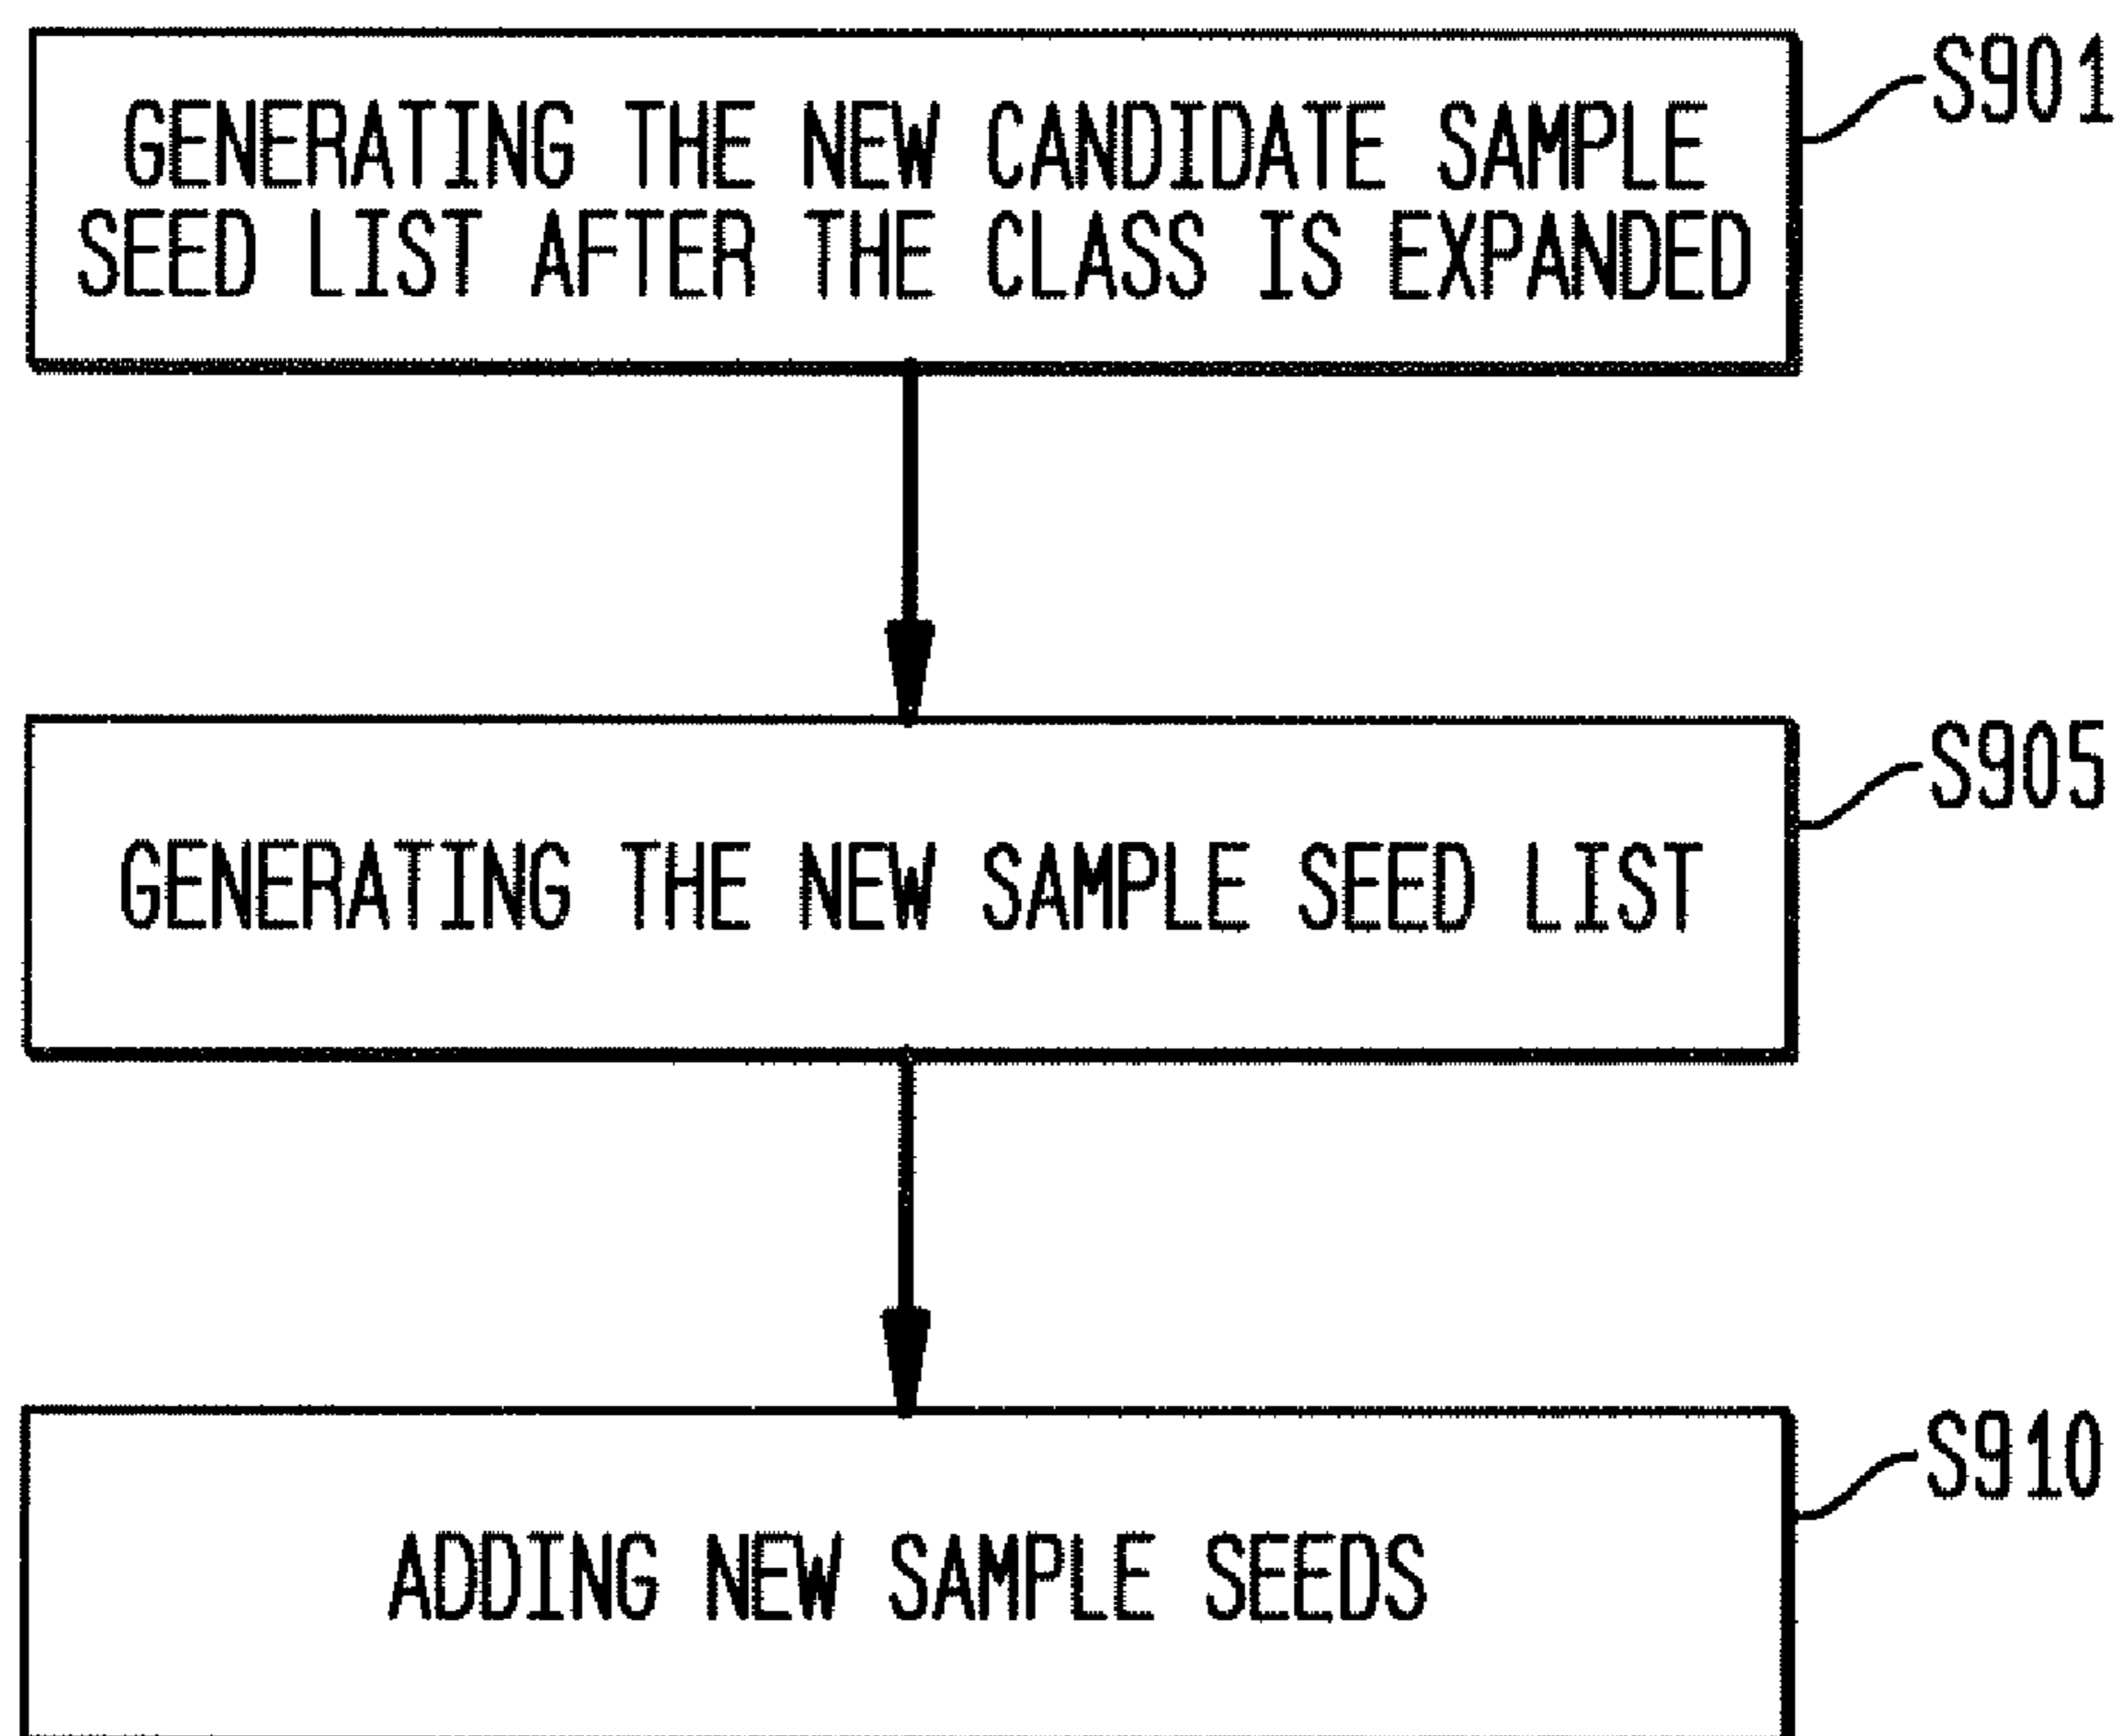 GENERATING THE NEW CANDIDATE SAMPLE
SEED LIST AFTER THE CLASS IS EXPANDED
S901
GENERATING THE NEW SAMPLE SEED LIST
S905
ADDING NEW SAMPLE SEEDS
S910